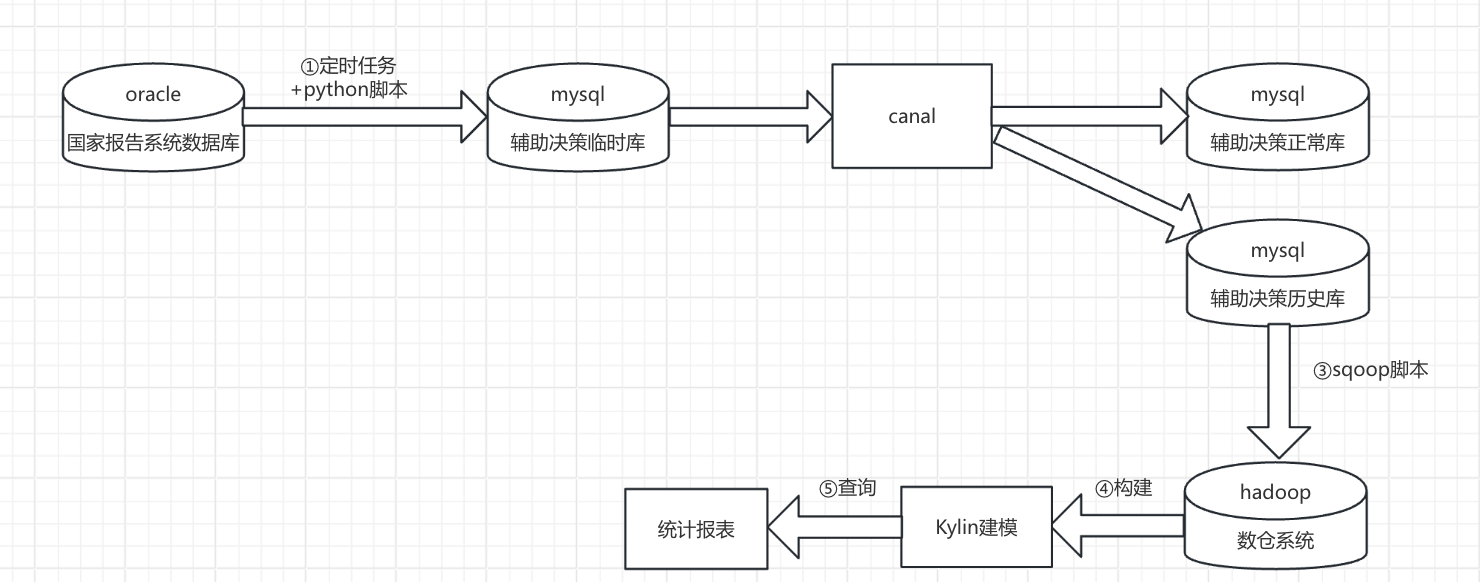 ①定时任务
+python脚本
oracle
国家报告系统数据库
mysql
辅助决策临时库
canal
mysql
辅助决策正常库
mysql
辅助决策历史库
③sqoop脚本
hadoop
数仓系统
④构建
Kylin建模
⑤查询
统计报表